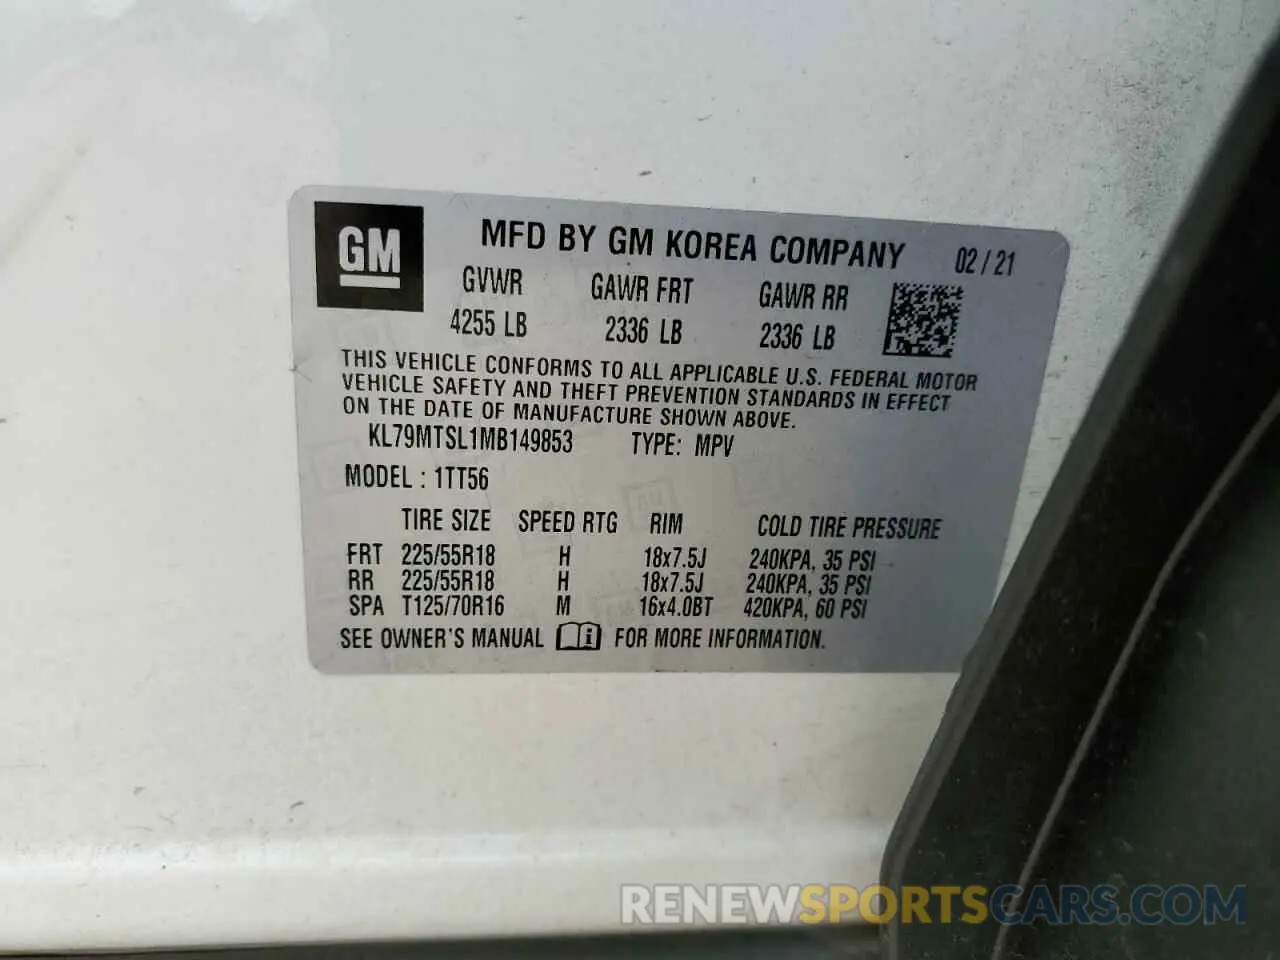 GM
MFD BY GM KOREA COMPANY 02/21
GVWR GAWR FRT GAWR RR
4255 LB 2336 LB 2336 LB
THIS VEHICLE CONFORMS TO ALL APPLICABLE U.S. FEDERAL MOTOR
VEHICLE SAFETY AND THEFT PREVENTION STANDARDS IN EFFECT
ON THE DATE OF MANUFACTURE SHOWN ABOVE.
KL79MTSL1MB149853 TYPE: MPV
MODEL : 1TT56
TIRE SIZE SPEED RTG RIM COLD TIRE PRESSURE
FRT 225/55R18 H 18x7.5J 240KPA, 35 PSI
RR 225/55R18 H 18x7.5J 240KPA, 35 PSI
SPA T125/70R16 M 16x4.0BT 420KPA, 60 PSI
SEE OWNER'S MANUAL i FOR MORE INFORMATION.
RENEWSPORTSCARS.COM